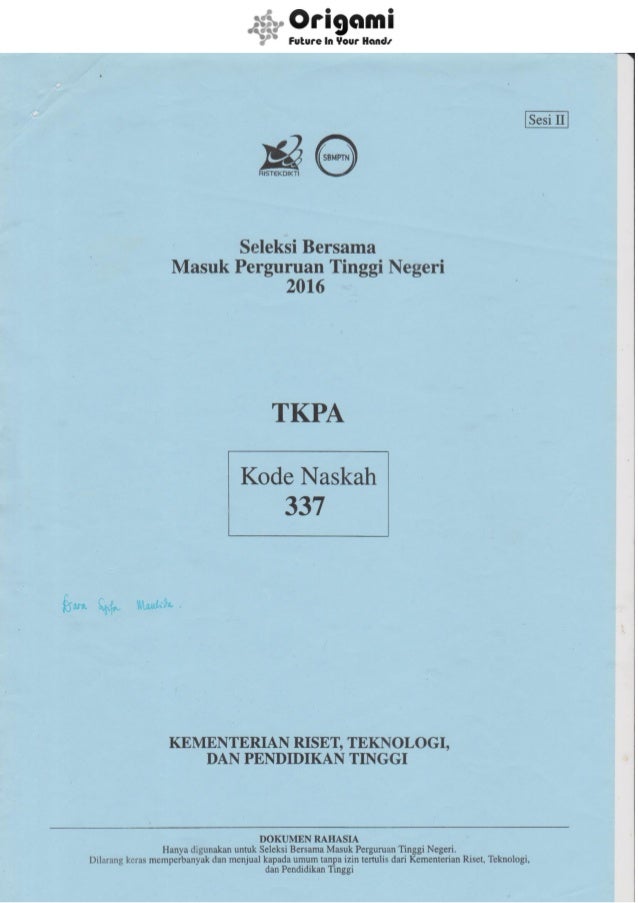 Origami
Future In Your Hands
Sesi II
RISTEKDIKTI
SBMPTN
Seleksi Bersama
Masuk Perguruan Tinggi Negeri
2016
TKPA
Kode Naskah
337
KEMENTERIAN RISET, TEKNOLOGI,
DAN PENDIDIKAN TINGGI
DOKUMEN RAHASIA
Hanya digunakan untuk Seleksi Bersama Masuk Perguruan Tinggi Negeri.
Dilarang keras memperbanyak dan menjual kapada umum tanpa izin tertulis dari Kementerian Riset, Teknologi,
dan Pendidikan Tinggi